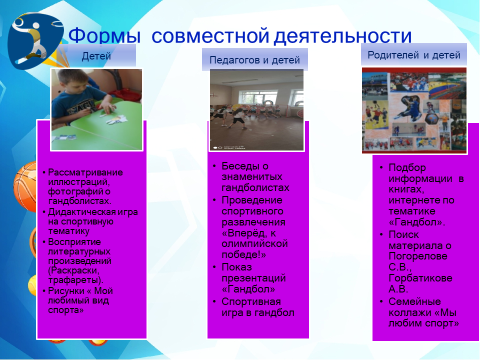 Формы совместной деятельности
Детей
• Рассматривание
иллюстраций,
фотографий о
гандболистах.
• Дидактическая игра
на спортивную
тематику
• Восприятие
литературных
произведений
(Раскраски,
трафареты).
• Рисунки « Мой
любимый вид
спорта»
Педагогов и детей
• Беседы о
знаменитых
гандболистах
• Проведение
спортивного
развлечения
«Вперёд, к
олимпийской
победе!»
• Показ
презентаций
«Гандбол»
• Спортивная
игра в гандбол
Родителей и детей
• Подбор
информации в
книгах,
интернете по
тематике
«Гандбол».
• Поиск
материала о
Погорелове
С.В.,
Горбатикове
А.В.
• Семейные
коллажи «Мы
любим спорт»